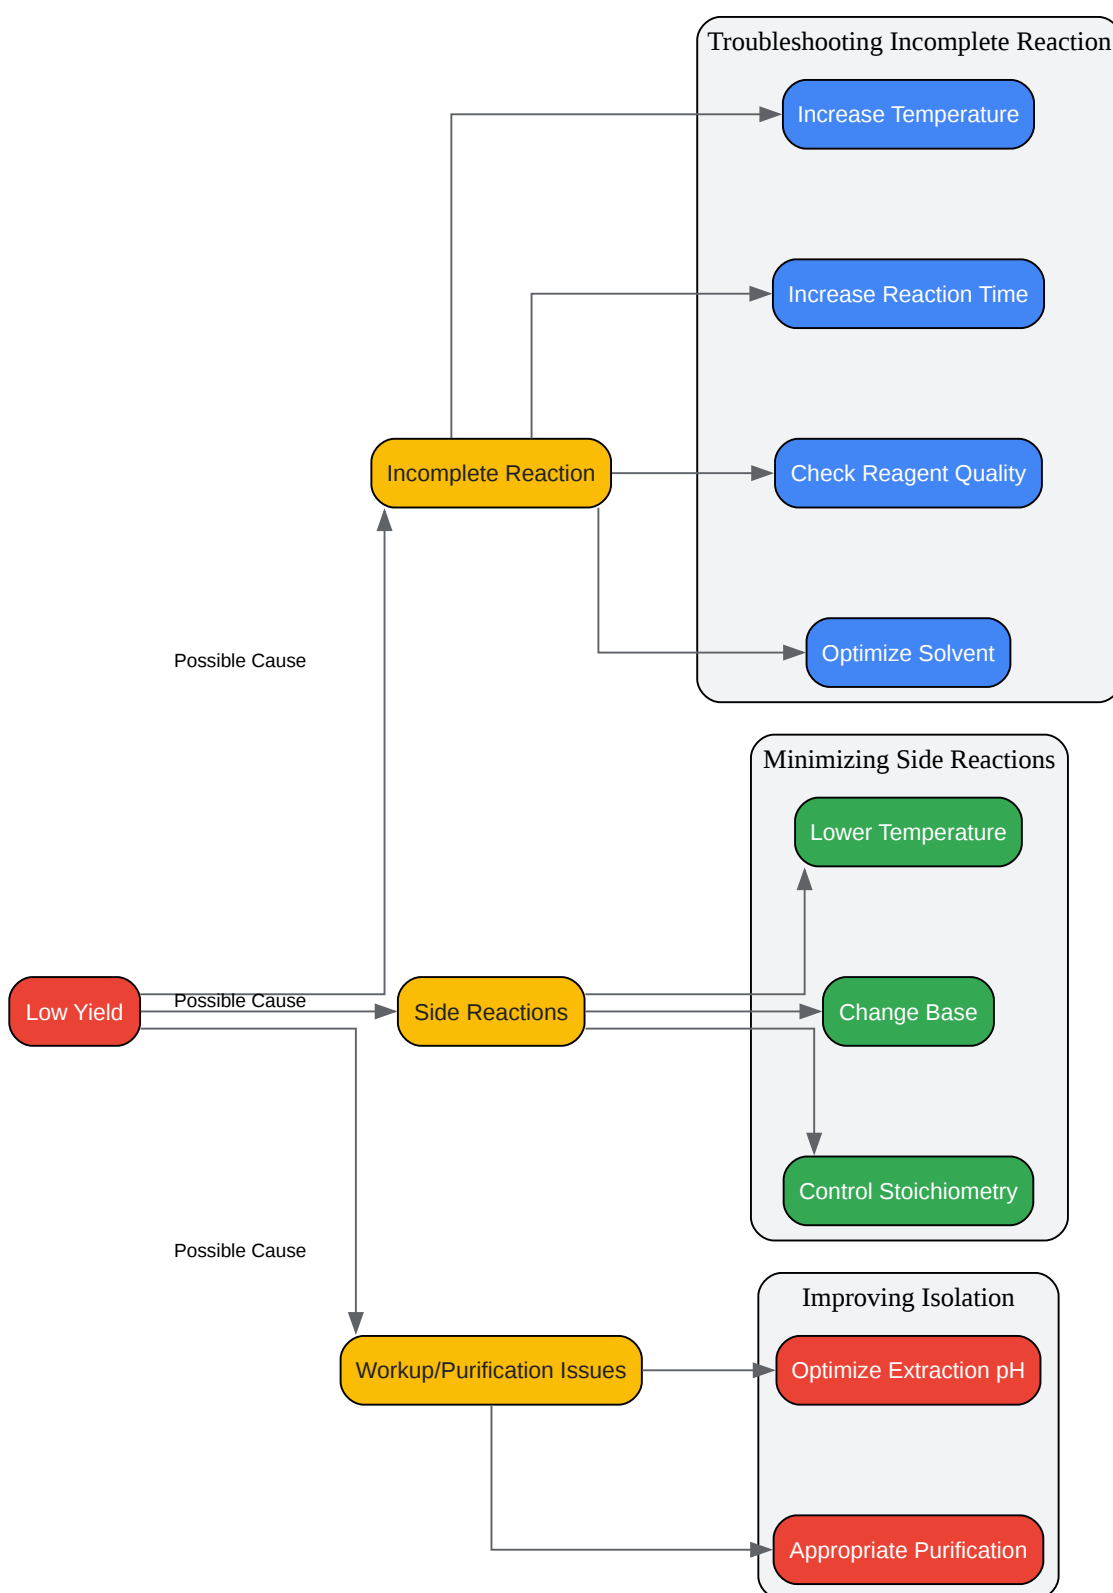 Troubleshooting Incomplete Reaction
Increase Temperature
Increase Reaction Time
Incomplete Reaction
Check Reagent Quality
Optimize Solvent
Possible Cause
Minimizing Side Reactions
Lower Temperature
Low Yield
Possible Cause
Side Reactions
Change Base
Control Stoichiometry
Possible Cause
Improving Isolation
Workup/Purification Issues
Optimize Extraction pH
Appropriate Purification